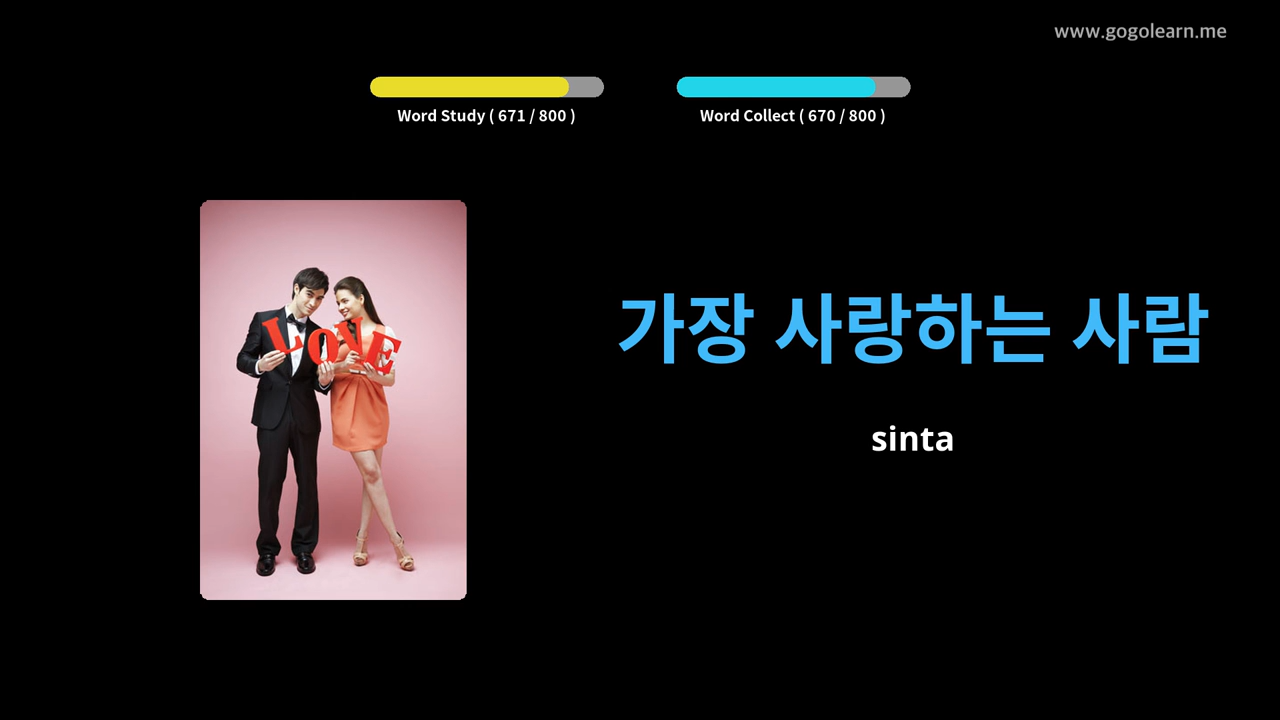 www.gogolearn.me
Word Study ( 671 / 800 )
Word Collect ( 670 / 800 )
LOVE
가장 사랑하는 사람
sinta